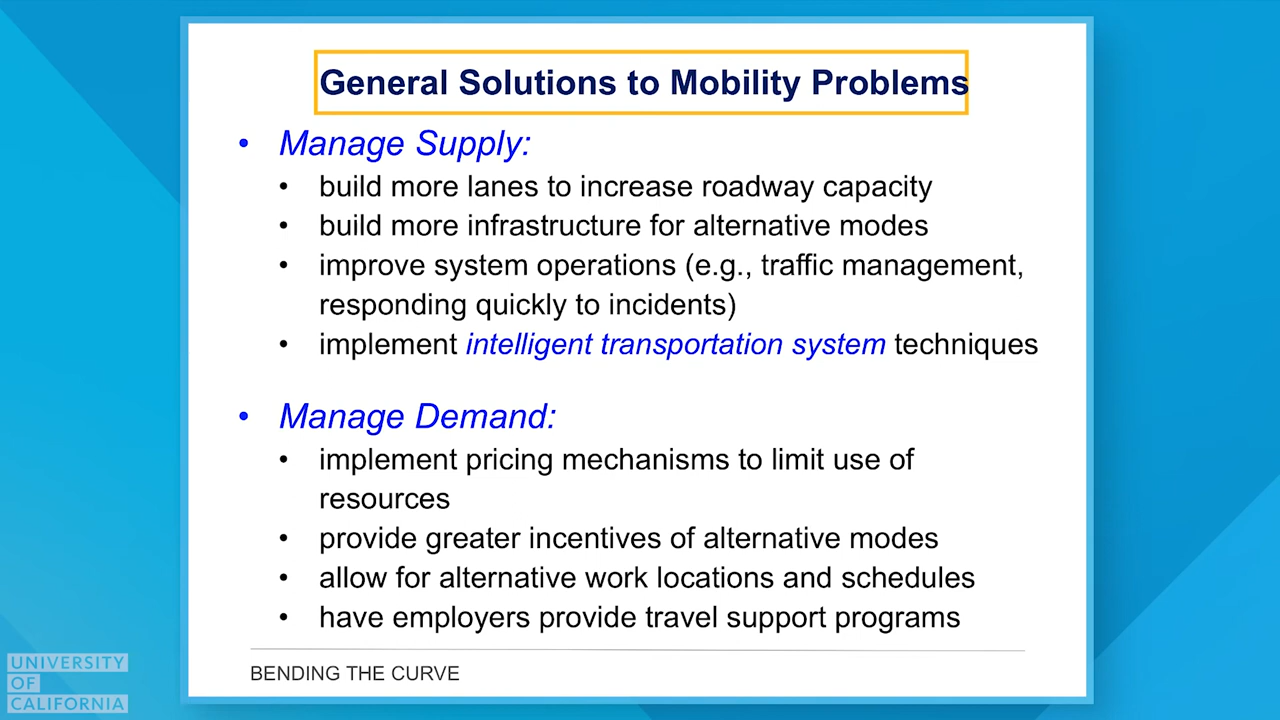 General Solutions to Mobility Problems
• Manage Supply:
• build more lanes to increase roadway capacity
• build more infrastructure for alternative modes
• improve system operations (e.g., traffic management,
responding quickly to incidents)
• implement intelligent transportation system techniques
• Manage Demand:
• implement pricing mechanisms to limit use of
resources
• provide greater incentives of alternative modes
• allow for alternative work locations and schedules
• have employers provide travel support programs
BENDING THE CURVE
UNIVERSITY
OF
CALIFORNIA